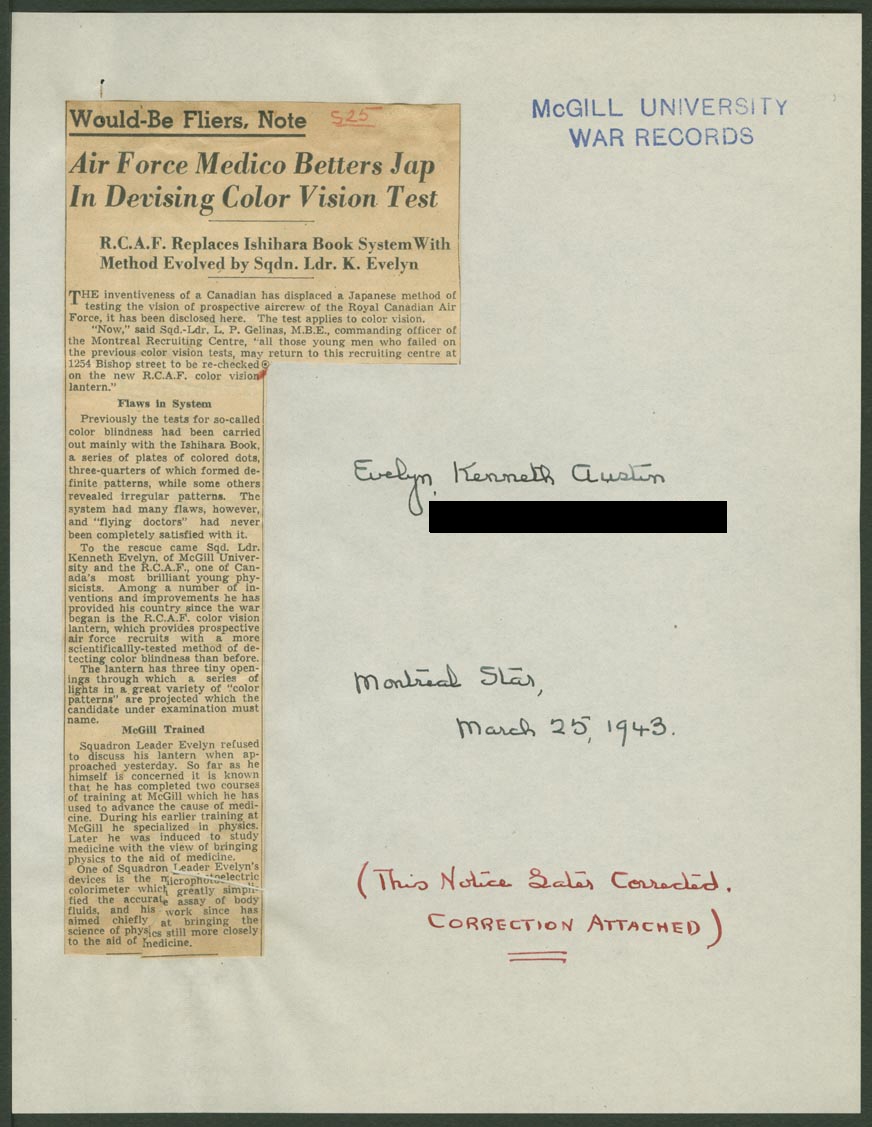 Would-Be Fliers, Note
S25
Air Force Medico Betters Jap
In Devising Color Vision Test
R.C.A.F. Replaces Ishihara Book System With
Method Evolved by Sqdn. Ldr. K. Evelyn
THE inventiveness of a Canadian has displaced a Japanese method of
testing the vision of prospective aircrew of the Royal Canadian Air
Force, it has been disclosed here. The test applies to color vision.
"Now," said Sqd.-Ldr. L. P. Gelinas, M.B.E., commanding officer of
the Montreal Recruiting Centre, "all those young men who failed on
the previous color vision tests, may return to this recruiting centre at
1254 Bishop street to be re-checked
on the new R.C.A.F. color vision
lantern."
Flaws in System
Previously the tests for so-called
color blindness had been carried
out mainly with the Ishihara Book,
a series of plates of colored dots,
three-quarters of which formed de-
finite patterns, while some others
revealed irregular patterns. The
system had many flaws, however,
and "flying doctors" had never
been completely satisfied with it.
To the rescue came Sqd. Ldr.
Kenneth Evelyn, of McGill Univer-
sity and the R.C.A.F., one of Can-
ada's most brilliant young phy-
sicists. Among a number of in-
ventions and improvements he has
provided his country since the war
began is the R.C.A.F. color vision
lantern, which provides prospective
air force recruits with a more
scientificallly-tested method of de-
tecting color blindness than before.
The lantern has three tiny open-
ings through which a series of
lights in a great variety of "color
patterns" are projected which the
candidate under examination must
name.
McGill Trained
Squadron Leader Evelyn refused
to discuss his lantern when ap-
proached yesterday. So far as he
himself is concerned it is known
that he has completed two courses
of training at McGill which he has
used to advance the cause of medi-
cine. During his earlier training at
McGill he specialized in physics.
Later he was induced to study
medicine with the view of bringing
physics to the aid of medicine.
One of Squadron Leader Evelyn's
devices is the microphotoelectric
colorimeter which greatly simpli-
fied the accurate assay of body
fluids, and his work since has
aimed chiefly at bringing the
science of physics still more closely
to the aid of medicine.
McGILL UNIVERSITY
WAR RECORDS
Evelyn, Kenneth Austin
Montreal Star,
March 25, 1943.
(This Notice Later Corrected.
CORRECTION ATTACHED)